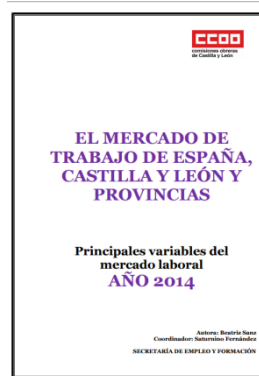 CCOO
comisiones obreras
de Castilla y León
EL MERCADO DE
TRABAJO DE ESPAÑA,
CASTILLA Y LEÓN Y
PROVINCIAS
Principales variables del
mercado laboral
AÑO 2014
Autora: Beatriz Sanz
Coordinador: Saturnino Fernández
SECRETARÍA DE EMPLEO Y FORMACIÓN